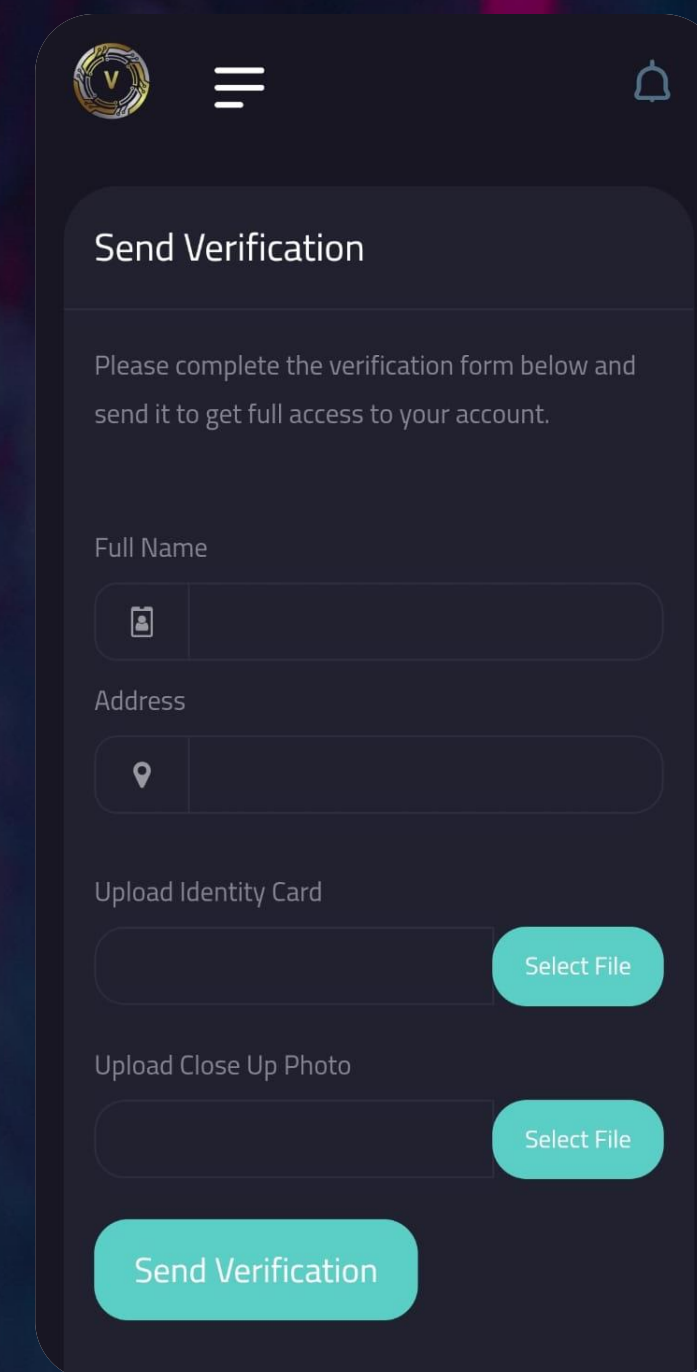 V
Send Verification
Please complete the verification form below and
send it to get full access to your account.
Full Name
Address
Upload Identity Card
Select File
Upload Close Up Photo
Select File
Send Verification